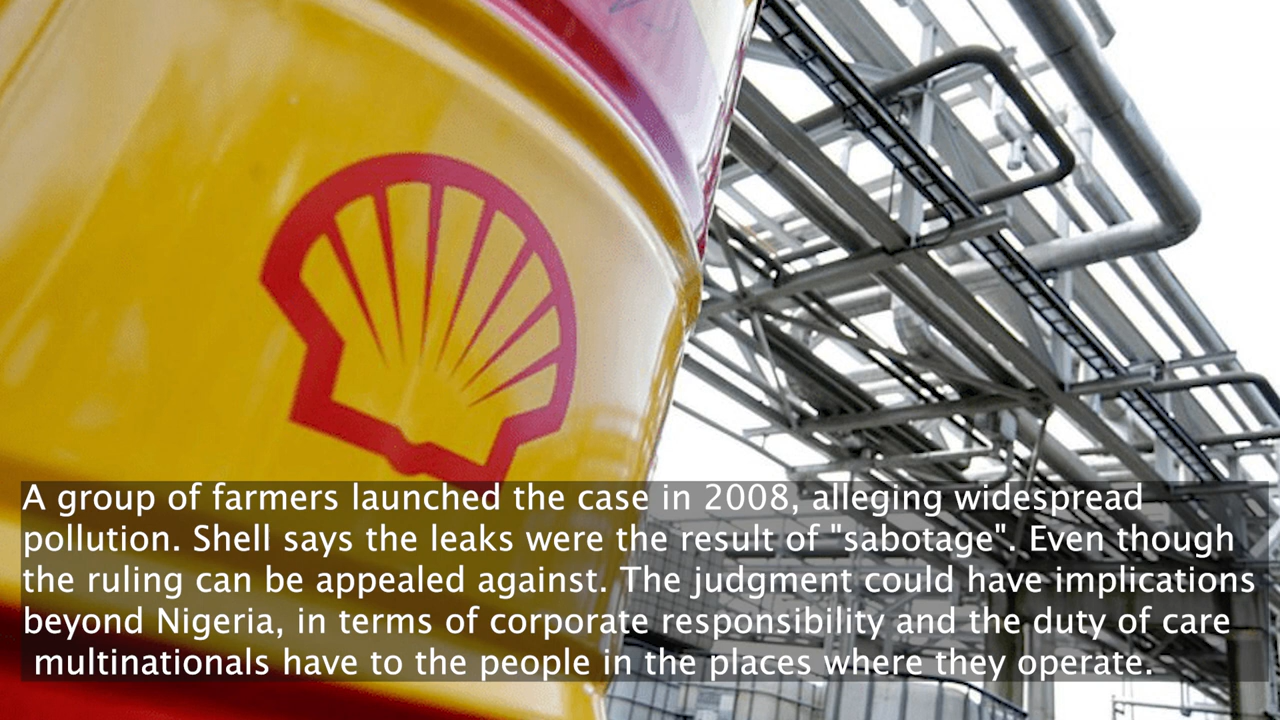 A group of farmers launched the case in 2008, alleging widespread
pollution. Shell says the leaks were the result of "sabotage". Even though
the ruling can be appealed against. The judgment could have implications
beyond Nigeria, in terms of corporate responsibility and the duty of care
multinationals have to the people in the places where they operate.